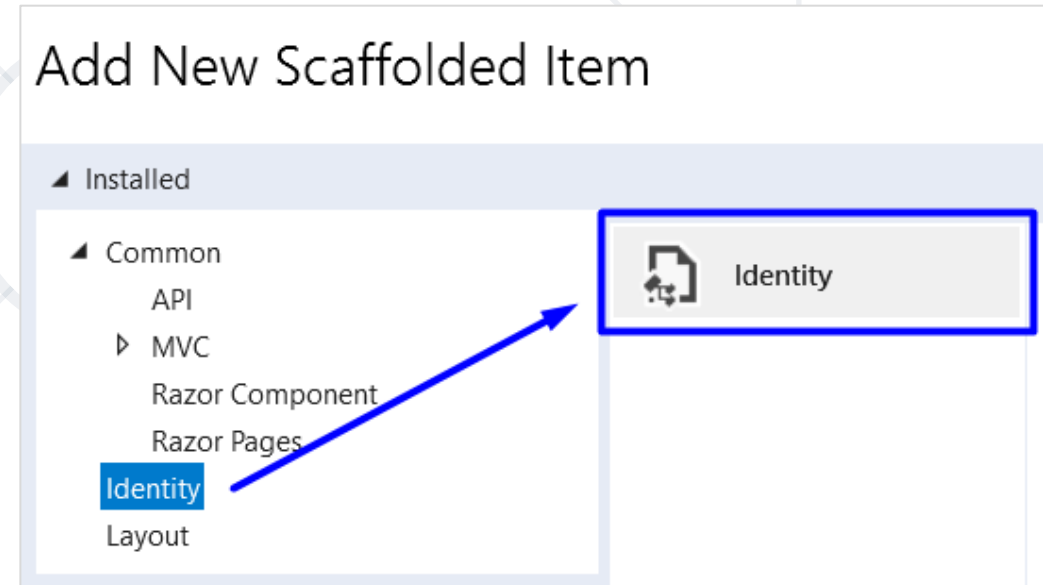 Add New Scaffolded Item
Installed
Common
API
MVC
Razor Component
Razor Pages
Identity
Layout
Identity